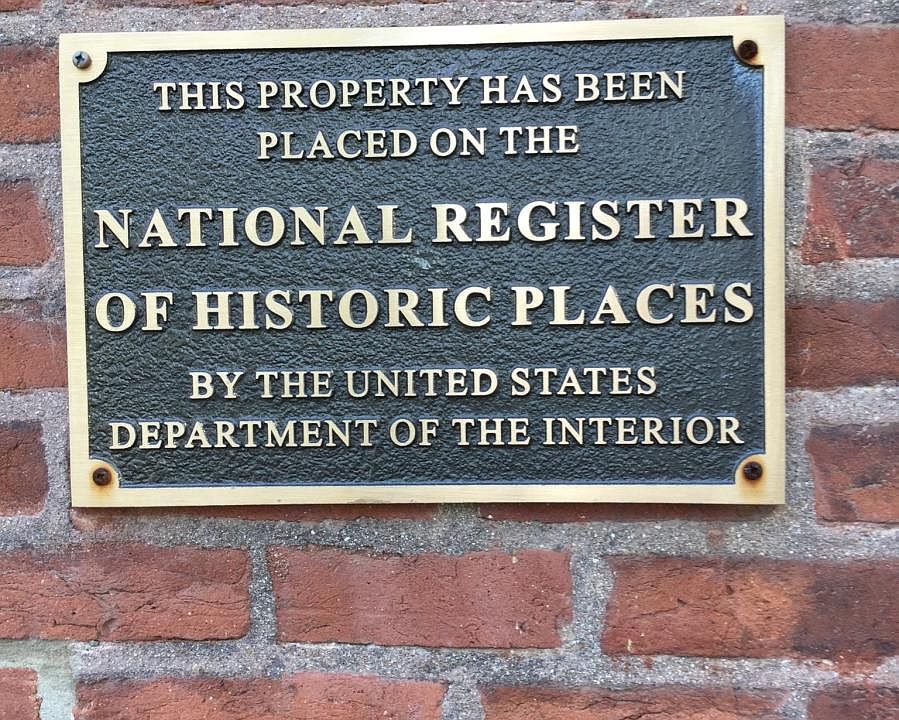 THIS PROPERTY HAS BEEN
PLACED ON THE
NATIONAL REGISTER
OF HISTORIC PLACES
BY THE UNITED STATES
DEPARTMENT OF THE INTERIOR